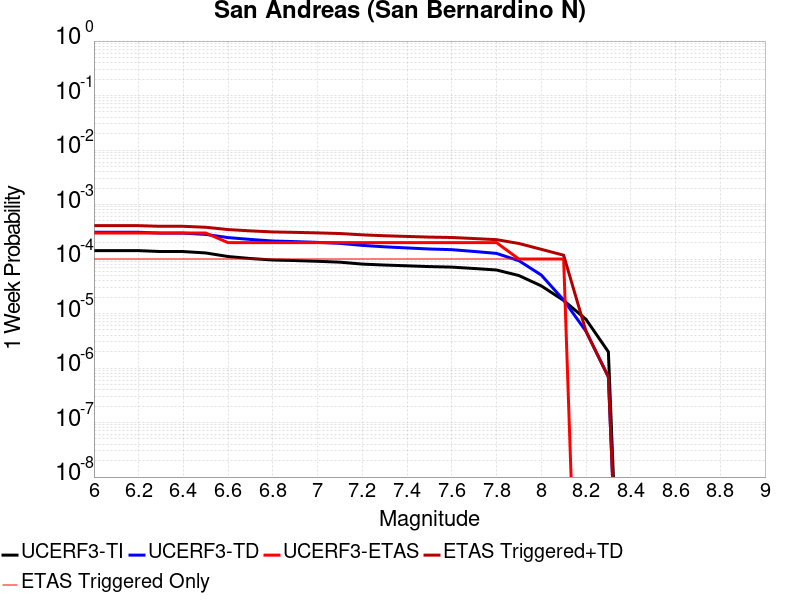 San Andreas (San Bernardino N)
10^0
10^-1
10^-2
10^-3
10^-4
10^-5
10^-6
10^-7
10^-8
1 Week Probability
6 6.2 6.4 6.6 6.8 7 7.2 7.4 7.6 7.8 8 8.2 8.4 8.6 8.8 9
Magnitude
UCERF3-TI UCERF3-TD UCERF3-ETAS ETAS Triggered+TD
ETAS Triggered Only